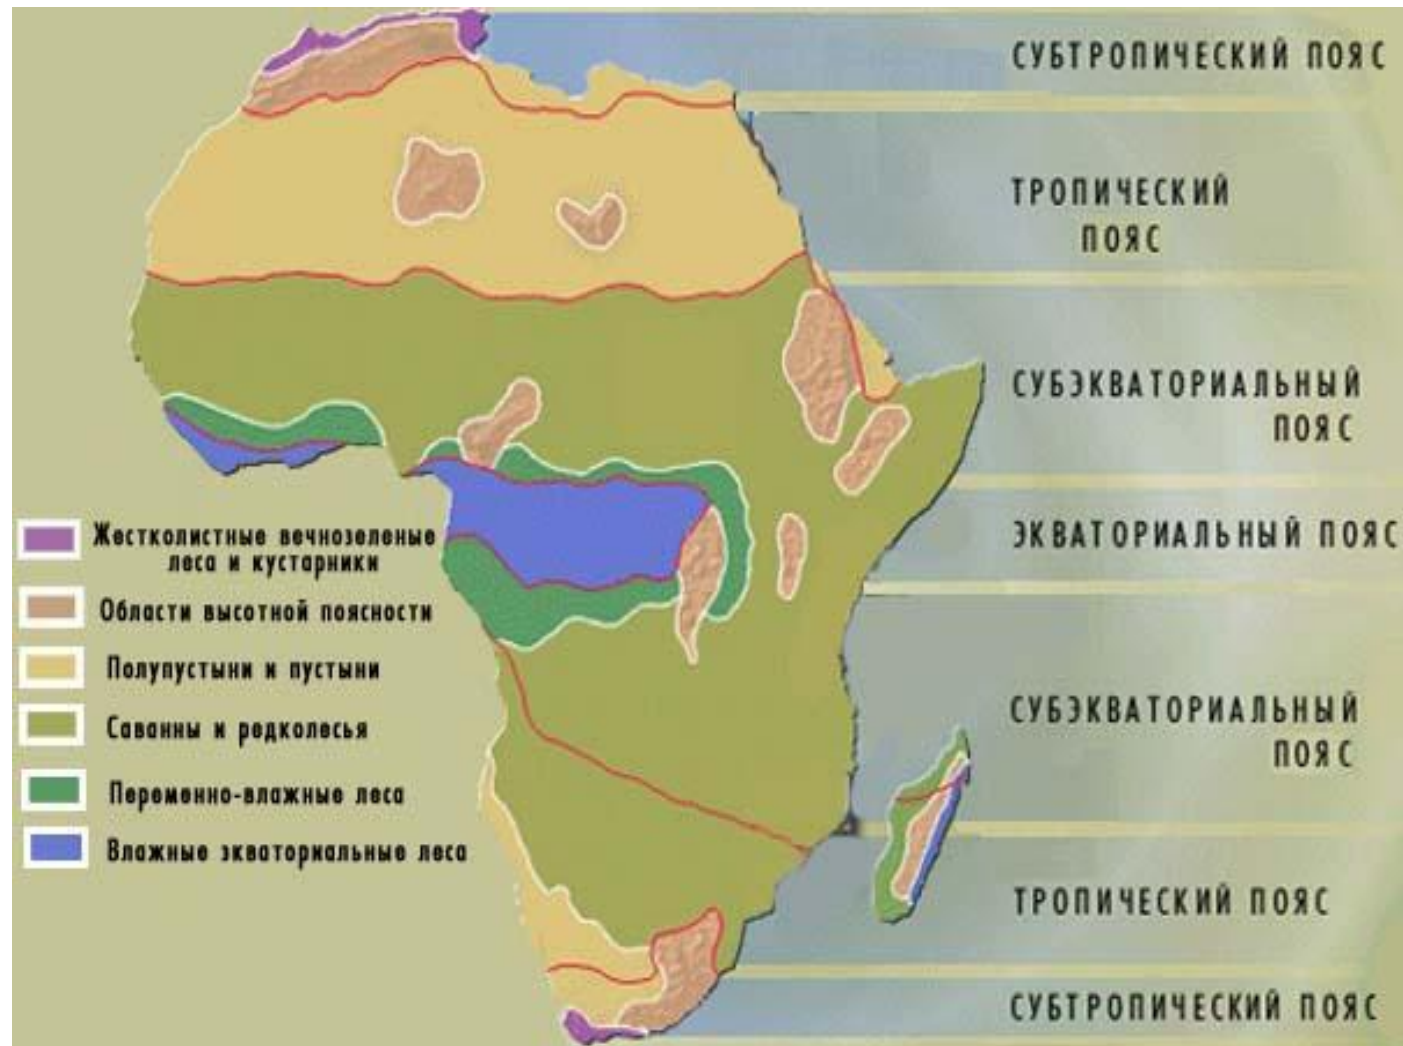 СУБТРОПИЧЕСКИЙ ПОЯС
ТРОПИЧЕСКИЙ
ПОЯС
СУБЭКВАТОРИАЛЬНЫЙ
ПОЯС
ЭКВАТОРИАЛЬНЫЙ ПОЯС
СУБЭКВАТОРИАЛЬНЫЙ
ПОЯС
ТРОПИЧЕСКИЙ ПОЯС
СУБТРОПИЧЕСКИЙ ПОЯС
Жестколистные вечнозеленые
леса и кустарники
Области высотной поясности
Полупустыни и пустыни
Саванны и редколесья
Переменно-влажные леса
Влажные экваториальные леса